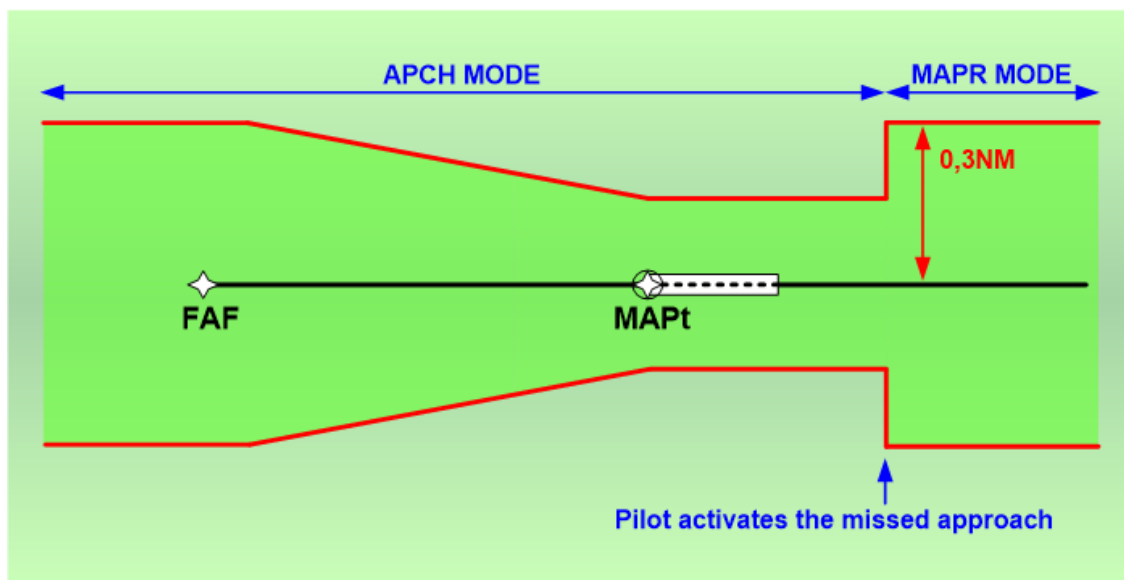 APCH MODE
MAPR MODE
0,3NM
FAF
MAPt
Pilot activates the missed approach